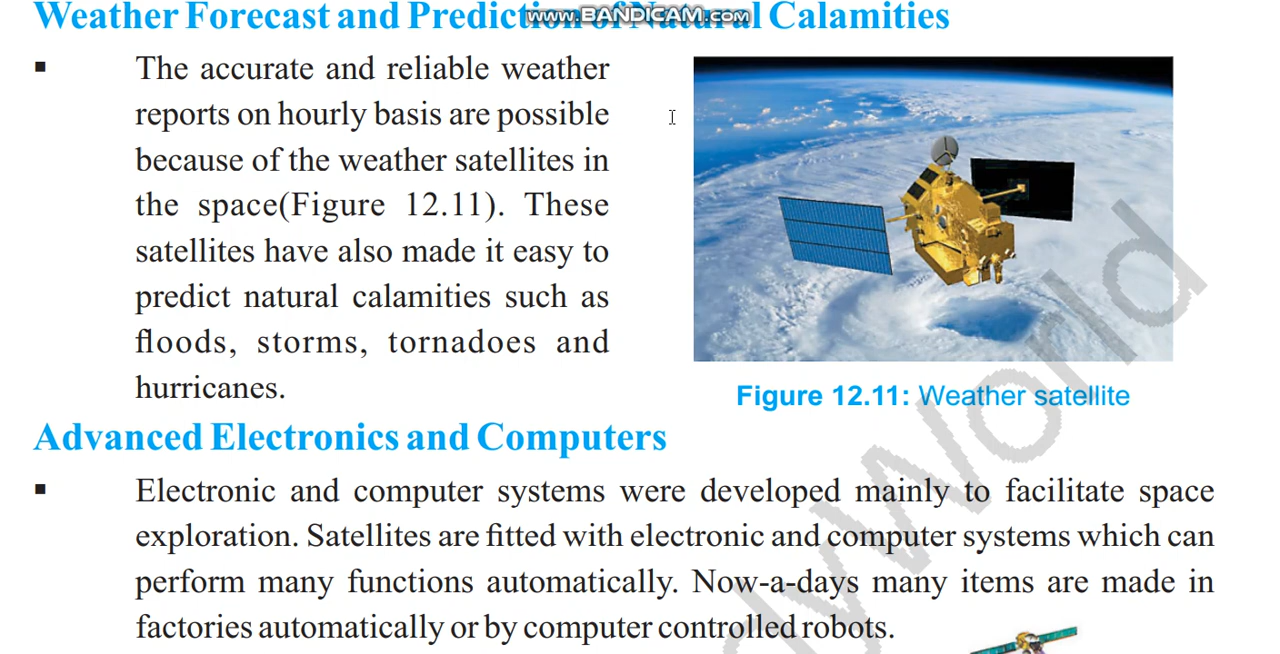 Weather Forecast and Prediction of Natural Calamities
www.BANDICAM.com
▪ The accurate and reliable weather
reports on hourly basis are possible
because of the weather satellites in
the space(Figure 12.11). These
satellites have also made it easy to
predict natural calamities such as
floods, storms, tornadoes and
hurricanes.
Figure 12.11: Weather satellite
Advanced Electronics and Computers
▪ Electronic and computer systems were developed mainly to facilitate space
exploration. Satellites are fitted with electronic and computer systems which can
perform many functions automatically. Now-a-days many items are made in
factories automatically or by computer controlled robots.